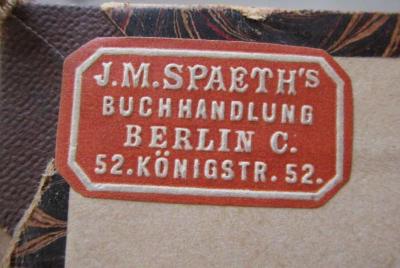 J.M.SPAETH's
BUCHHANDLUNG
BERLIN C.
52.KÖNIGSTR.52.